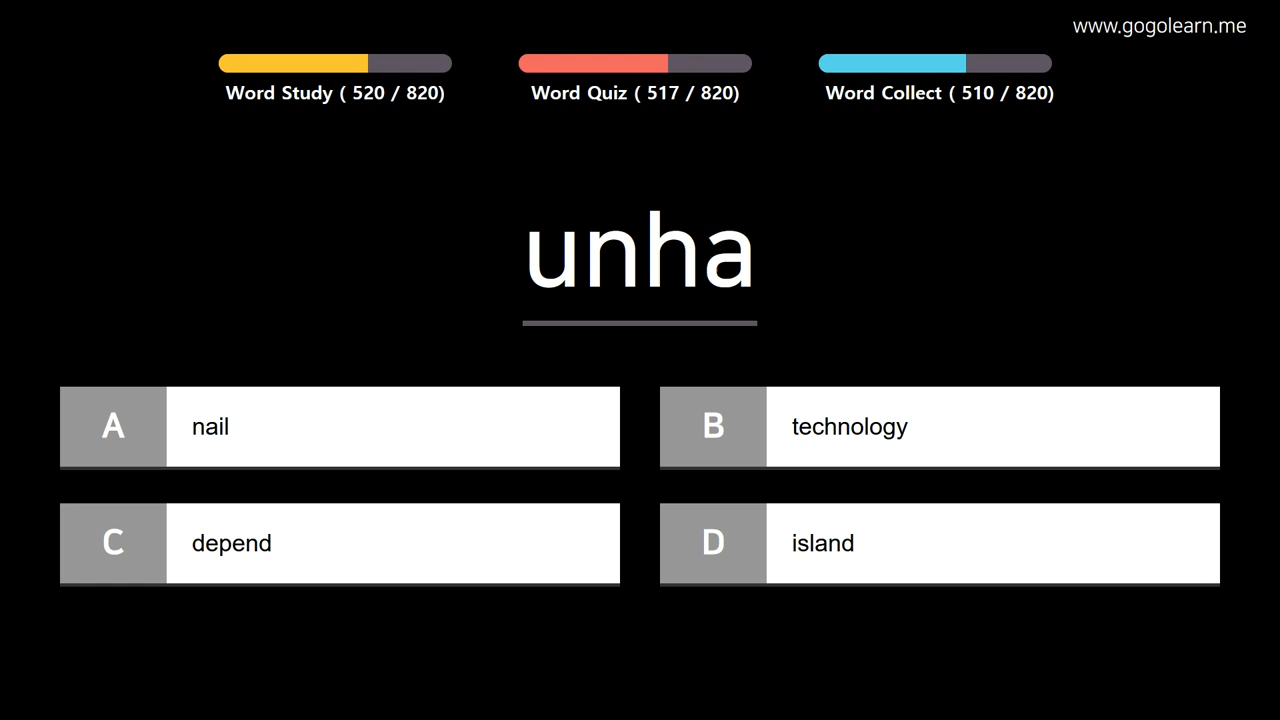 www.gogolearn.me
Word Study ( 520 / 820)
Word Quiz ( 517 / 820)
Word Collect ( 510 / 820)
unha
A nail
B technology
C depend
D island